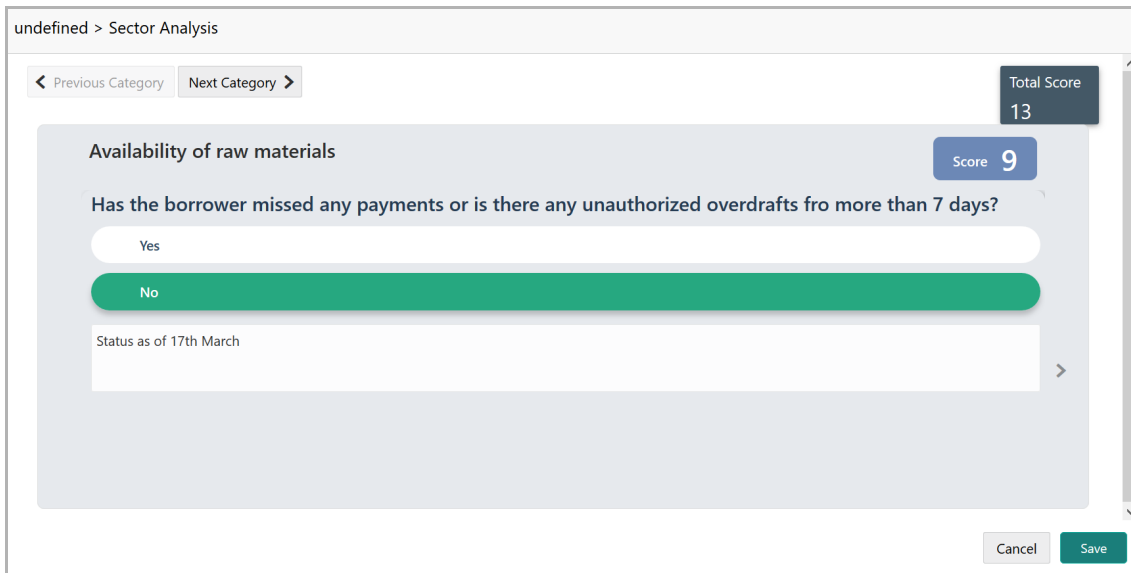 undefined > Sector Analysis
Previous Category Next Category
Total Score
13
Availability of raw materials
Score 9
Has the borrower missed any payments or is there any unauthorized overdrafts fro more than 7 days?
Yes
No
Status as of 17th March
Cancel Save